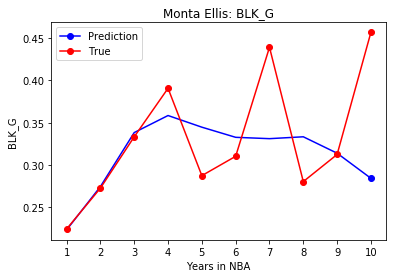 Monta Ellis: BLK_G
Prediction
True
BLK_G
0.45
0.40
0.35
0.30
0.25
1 2 3 4 5 6 7 8 9 10
Years in NBA